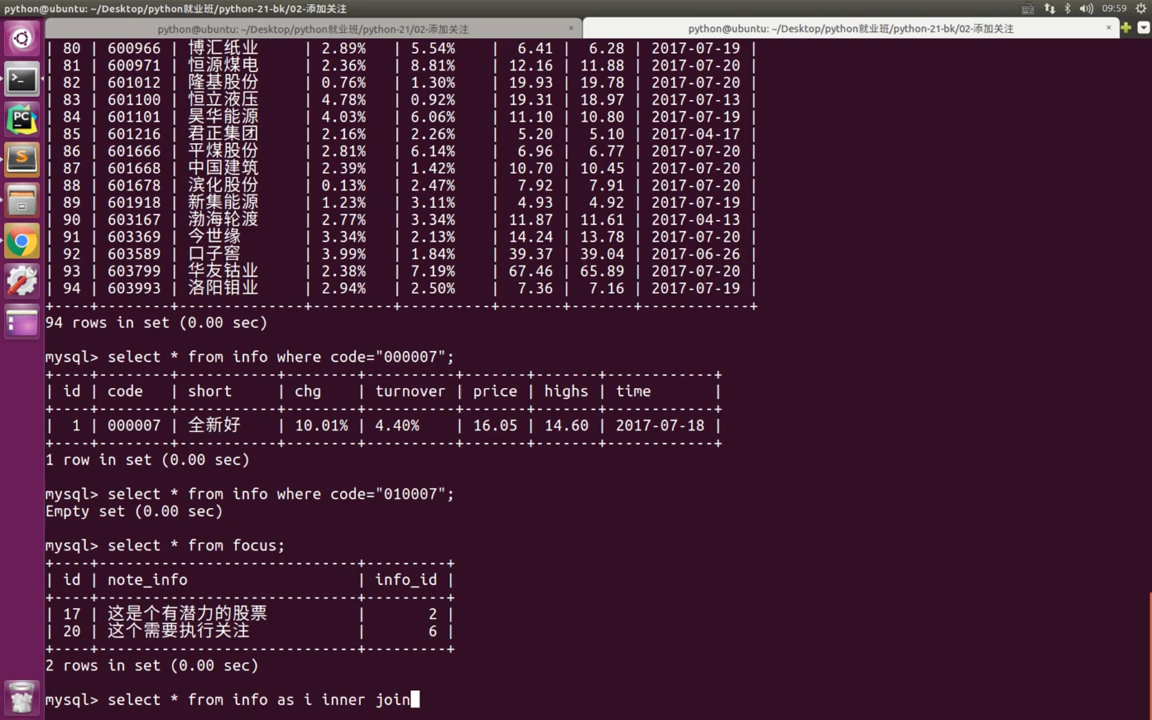 python@ubuntu: ~/Desktop/python就业班/python-21-bk/02-添加关注
09:59
python@ubuntu: ~/Desktop/python就业班/python-21/02-添加关注 ×
python@ubuntu: ~/Desktop/python就业班/python-21-bk/02-添加关注 ×
| 80 | 600966 | 博汇纸业 | 2.89% | 5.54% | 6.41 | 6.28 | 2017-07-19 |
| 81 | 600971 | 恒源煤电 | 2.36% | 8.81% | 12.16 | 11.88 | 2017-07-20 |
| 82 | 601012 | 隆基股份 | 0.76% | 1.30% | 19.93 | 19.78 | 2017-07-20 |
| 83 | 601100 | 恒立液压 | 4.78% | 0.92% | 19.31 | 18.97 | 2017-07-13 |
| 84 | 601101 | 昊华能源 | 4.03% | 6.06% | 11.10 | 10.80 | 2017-07-19 |
| 85 | 601216 | 君正集团 | 2.16% | 2.26% | 5.20 | 5.10 | 2017-04-17 |
| 86 | 601666 | 平煤股份 | 2.81% | 6.14% | 6.96 | 6.77 | 2017-07-20 |
| 87 | 601668 | 中国建筑 | 2.39% | 1.42% | 10.70 | 10.45 | 2017-07-20 |
| 88 | 601678 | 滨化股份 | 0.13% | 2.47% | 7.92 | 7.91 | 2017-07-20 |
| 89 | 601918 | 新集能源 | 1.23% | 3.11% | 4.93 | 4.92 | 2017-07-19 |
| 90 | 603167 | 渤海轮渡 | 2.77% | 3.34% | 11.87 | 11.61 | 2017-04-13 |
| 91 | 603369 | 今世缘 | 3.34% | 2.13% | 14.24 | 13.78 | 2017-07-20 |
| 92 | 603589 | 口子窖 | 3.99% | 1.84% | 39.37 | 39.04 | 2017-06-26 |
| 93 | 603799 | 华友钴业 | 2.38% | 7.19% | 67.46 | 65.89 | 2017-07-20 |
| 94 | 603993 | 洛阳钼业 | 2.94% | 2.50% | 7.36 | 7.16 | 2017-07-19 |
+----+--------+--------------+----------+----------+-------+-------+------------+
94 rows in set (0.00 sec)
mysql> select * from info where code="000007";
+----+--------+-----------+--------+----------+-------+-------+------------+
| id | code | short | chg | turnover | price | highs | time |
+----+--------+-----------+--------+----------+-------+-------+------------+
| 1 | 000007 | 全新好 | 10.01% | 4.40% | 16.05 | 14.60 | 2017-07-18 |
+----+--------+-----------+--------+----------+-------+-------+------------+
1 row in set (0.00 sec)
mysql> select * from info where code="010007";
Empty set (0.00 sec)
mysql> select * from focus;
+----+-----------------------------+---------+
| id | note_info | info_id |
+----+-----------------------------+---------+
| 17 | 这是个有潜力的股票 | 2 |
| 20 | 这个需要执行关注 | 6 |
+----+-----------------------------+---------+
2 rows in set (0.00 sec)
mysql> select * from info as i inner join